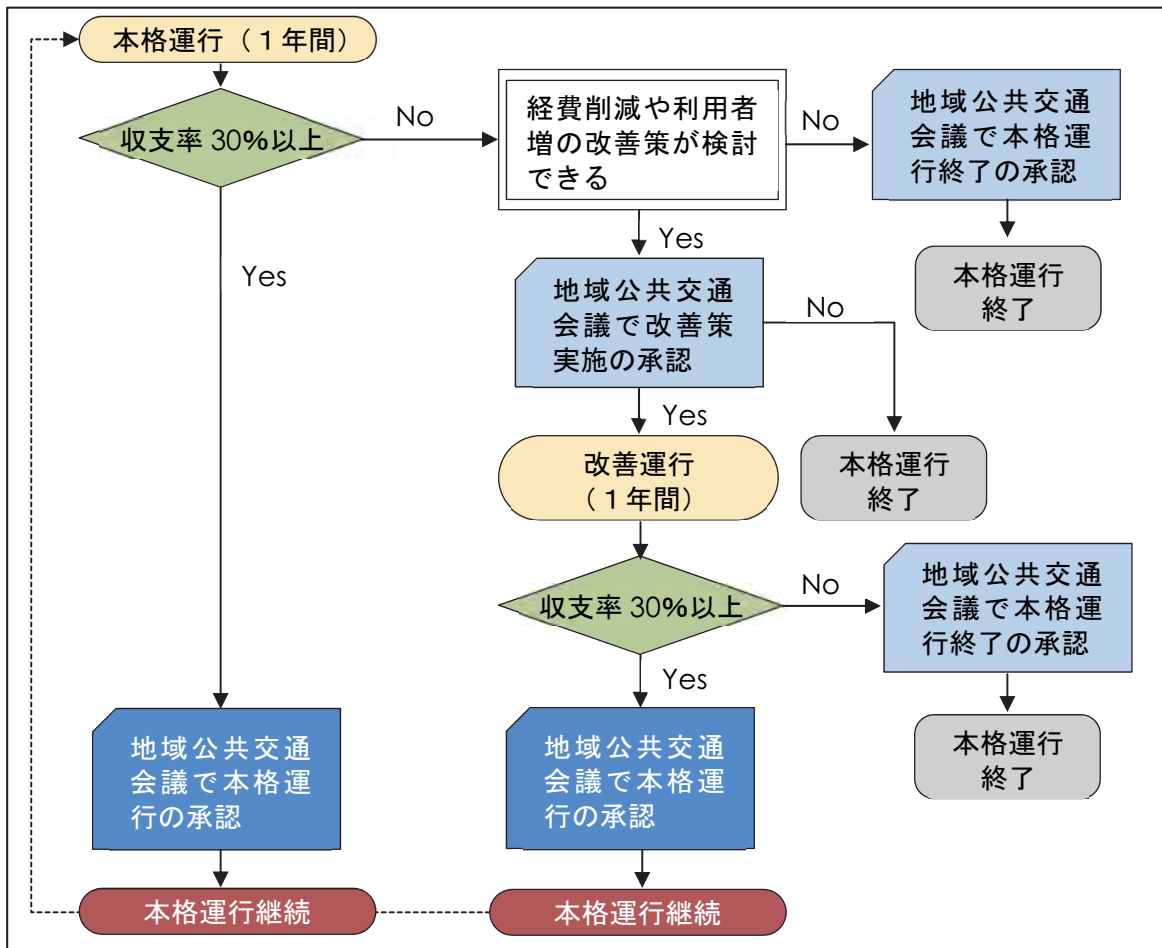 本格運行（１年間）
収支率 30％以上
No
経費削減や利用者
増の改善策が検討
できる
No
地域公共交通
会議で本格運
行終了の承認
本格運行
終了
Yes
Yes
地域公共交通
会議で改善策
実施の承認
No
本格運行
終了
Yes
改善運行
（１年間）
収支率 30％以上
No
地域公共交通
会議で本格運
行終了の承認
本格運行
終了
Yes
地域公共交通
会議で本格運
行の承認
地域公共交通
会議で本格運
行の承認
本格運行継続
本格運行継続